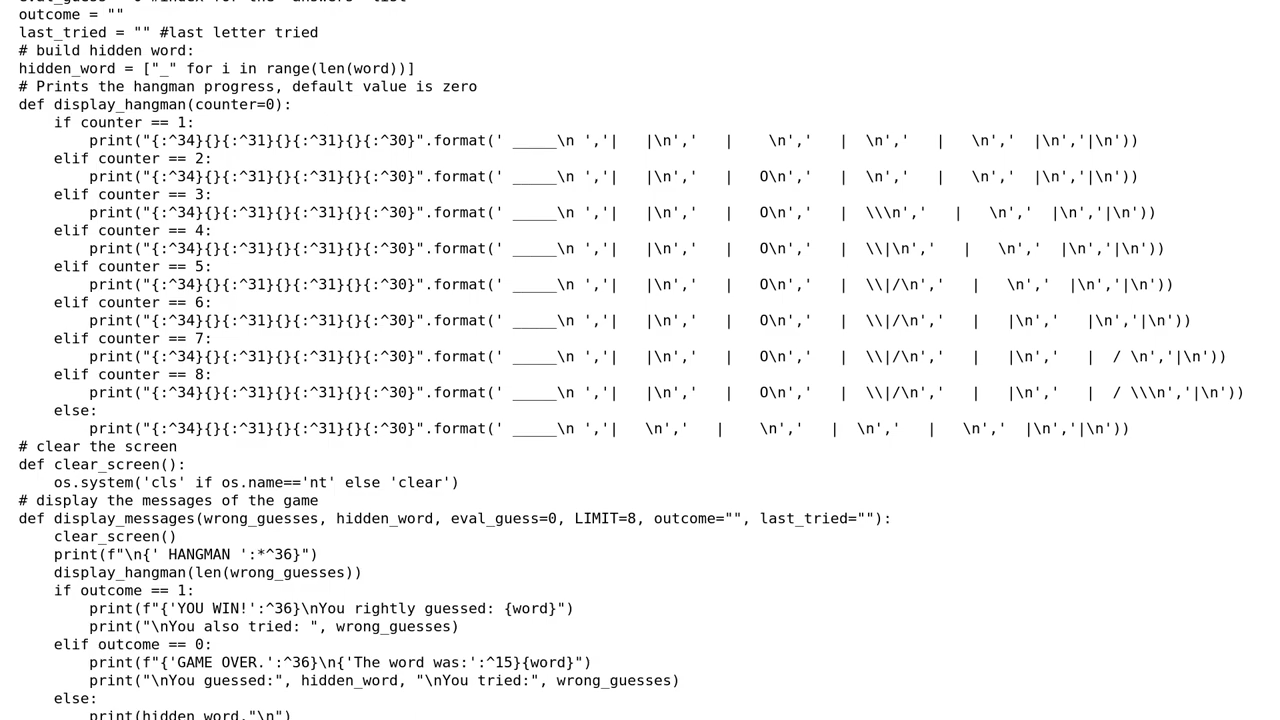 outcome = ""
last_tried = "" #last letter tried
# build hidden word:
hidden_word = ["_" for i in range(len(word))]
# Prints the hangman progress, default value is zero
def display_hangman(counter=0):
    if counter == 1:
        print("{:^34}{}{:^31}{}{:^31}{}{:^30}".format(' _____\n ','|   |\n','   |    \n','   |  \n','   |   \n','  |\n','|\n'))
    elif counter == 2:
        print("{:^34}{}{:^31}{}{:^31}{}{:^30}".format(' _____\n ','|   |\n','   |   O\n','   |  \n','   |   \n','  |\n','|\n'))
    elif counter == 3:
        print("{:^34}{}{:^31}{}{:^31}{}{:^30}".format(' _____\n ','|   |\n','   |   O\n','   |  \\\n','   |   \n','  |\n','|\n'))
    elif counter == 4:
        print("{:^34}{}{:^31}{}{:^31}{}{:^30}".format(' _____\n ','|   |\n','   |   O\n','   |  \\|\n','   |   \n','  |\n','|\n'))
    elif counter == 5:
        print("{:^34}{}{:^31}{}{:^31}{}{:^30}".format(' _____\n ','|   |\n','   |   O\n','   |  \\|/\n','   |   \n','  |\n','|\n'))
    elif counter == 6:
        print("{:^34}{}{:^31}{}{:^31}{}{:^30}".format(' _____\n ','|   |\n','   |   O\n','   |  \\|/\n','   |   |\n','   |\n','|\n'))
    elif counter == 7:
        print("{:^34}{}{:^31}{}{:^31}{}{:^30}".format(' _____\n ','|   |\n','   |   O\n','   |  \\|/\n','   |   |\n','   |  / \n','|\n'))
    elif counter == 8:
        print("{:^34}{}{:^31}{}{:^31}{}{:^30}".format(' _____\n ','|   |\n','   |   O\n','   |  \\|/\n','   |   |\n','   |  / \\\n','|\n'))
    else:
        print("{:^34}{}{:^31}{}{:^31}{}{:^30}".format(' _____\n ','|   \n','   |    \n','   |  \n','   |   \n','  |\n','|\n'))
# clear the screen
def clear_screen():
    os.system('cls' if os.name=='nt' else 'clear')
# display the messages of the game
def display_messages(wrong_guesses, hidden_word, eval_guess=0, LIMIT=8, outcome="", last_tried=""):
    clear_screen()
    print(f"\n{' HANGMAN ':*^36}")
    display_hangman(len(wrong_guesses))
    if outcome == 1:
        print(f"{'YOU WIN!':^36}\nYou rightly guessed: {word}")
        print("\nYou also tried: ", wrong_guesses)
    elif outcome == 0:
        print(f"{'GAME OVER.':^36}\n{'The word was:':^15}{word}")
        print("\nYou guessed:", hidden_word, "\nYou tried:", wrong_guesses)
    else:
        print(hidden_word,"\n")